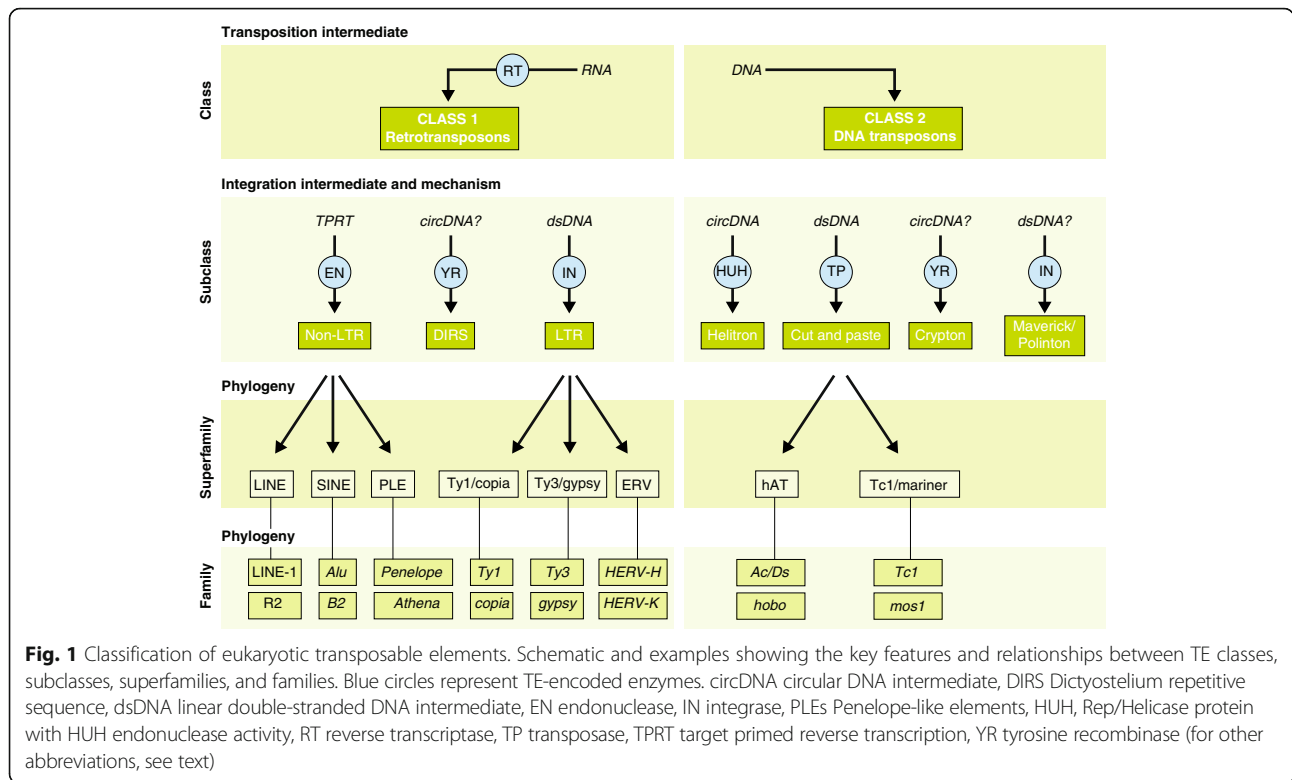 Transposition intermediate
Class
RT
RNA
DNA
CLASS 1
Retrotransposons
CLASS 2
DNA transposons
Integration intermediate and mechanism
Subclass
TPRT circDNA? dsDNA
circDNA dsDNA circDNA? dsDNA?
EN YR IN
HUH TP YR IN
Non-LTR DIRS LTR
Helitron Cut and paste Crypton Maverick/
Polinton
Phylogeny
Superfamily
LINE SINE PLE Ty1/copia Ty3/gypsy ERV
hAT Tc1/mariner
Phylogeny
Family
LINE-1 Alu Penelope Ty1 Ty3 HERV-H
Ac/Ds Tc1
R2 B2 Athena copia gypsy HERV-K
hobo mos1
Fig. 1 Classification of eukaryotic transposable elements. Schematic and examples showing the key features and relationships between TE classes,
subclasses, superfamilies, and families. Blue circles represent TE-encoded enzymes. circDNA circular DNA intermediate, DIRS Dictyostelium repetitive
sequence, dsDNA linear double-stranded DNA intermediate, EN endonuclease, IN integrase, PLEs Penelope-like elements, HUH, Rep/Helicase protein
with HUH endonuclease activity, RT reverse transcriptase, TP transposase, TPRT target primed reverse transcription, YR tyrosine recombinase (for other
abbreviations, see text)